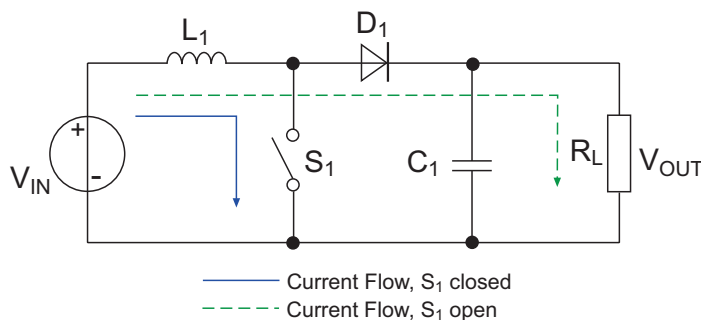 L1
D1
+
-
VIN
S1
C1
RL
VOUT
Current Flow, S1 closed
Current Flow, S1 open